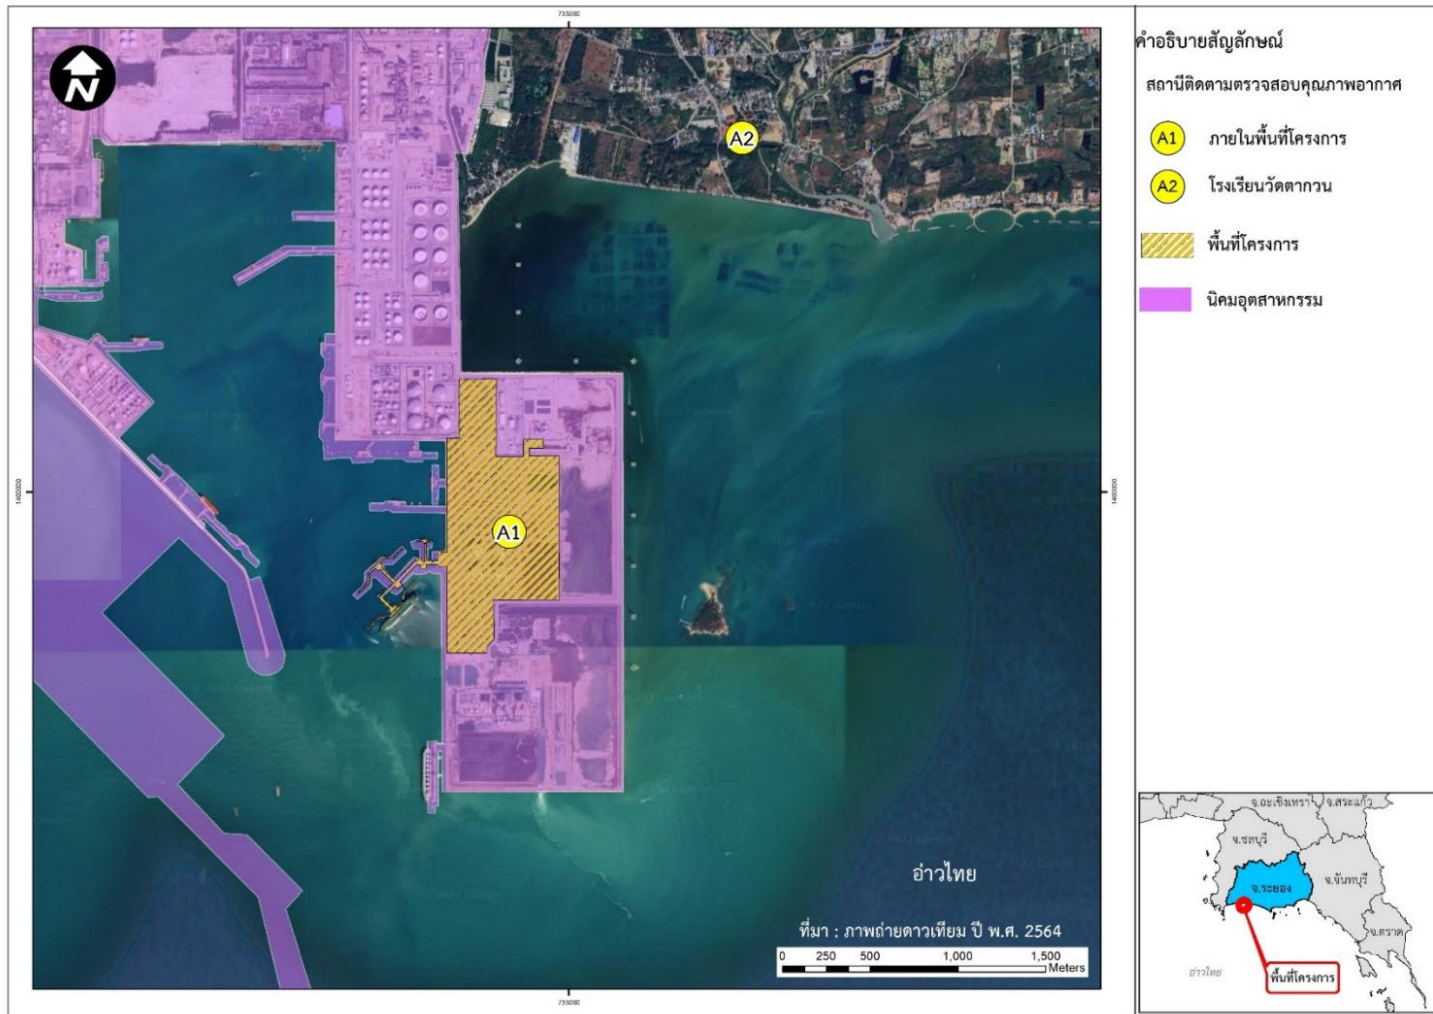 735000
N
A2
A1
1400000
1400000
อ่าวไทย
ที่มา : ภาพถ่ายดาวเทียม ปี พ.ศ. 2564
0 250 500 1,000 1,500
Meters
735000
คำอธิบายสัญลักษณ์
สถานีติดตามตรวจสอบคุณภาพอากาศ
A1 ภายในพื้นที่โครงการ
A2 โรงเรียนวัดตากวน
พื้นที่โครงการ
นิคมอุตสาหกรรม
จ.ฉะเชิงเทรา จ.สระแก้ว
จ.ชลบุรี
จ.ระยอง
จ.จันทบุรี
จ.ตราด
อ่าวไทย
พื้นที่โครงการ